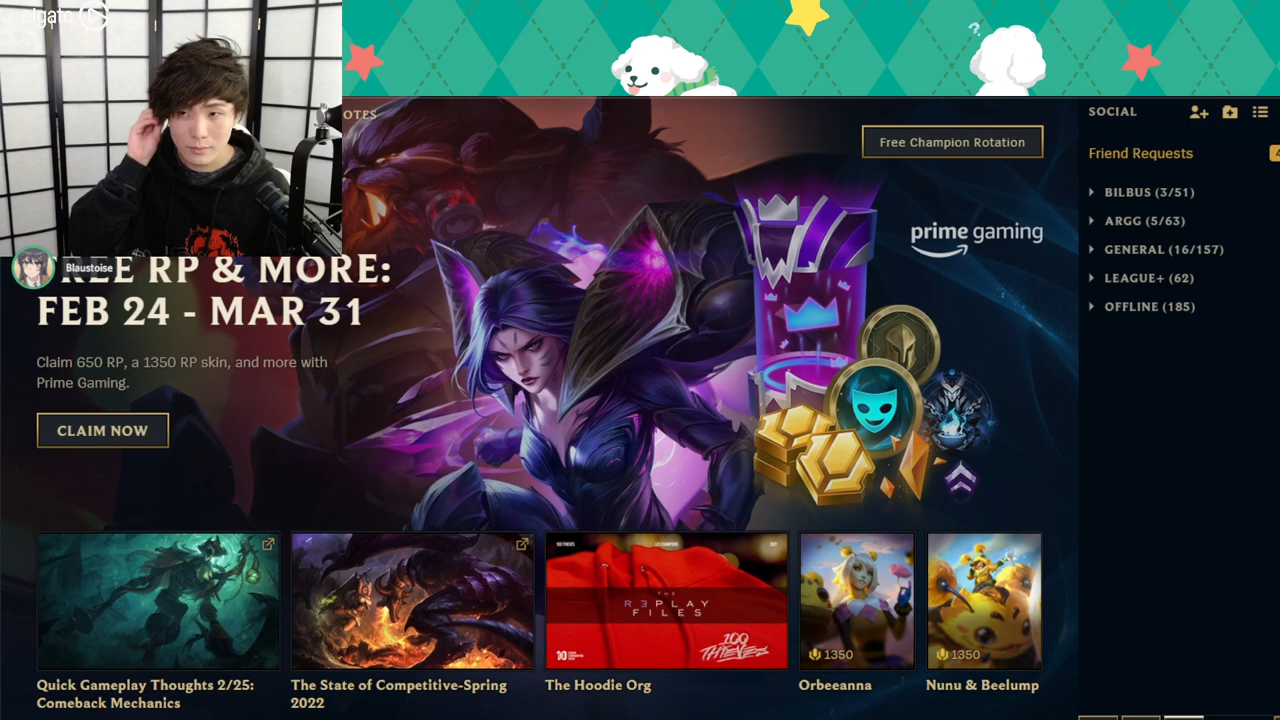 elgato
OTES
SOCIAL
Free Champion Rotation
Friend Requests
4
BILBUS (3/51)
ARGG (5/63)
GENERAL (16/157)
LEAGUE+ (62)
OFFLINE (185)
prime gaming
Blaustoise
EE RP & MORE:
FEB 24 - MAR 31
Claim 650 RP, a 1350 RP skin, and more with
Prime Gaming.
CLAIM NOW
?
THE
R3PLAY
FILES
100
THIEVES
1350
1350
Quick Gameplay Thoughts 2/25:
Comeback Mechanics
The State of Competitive-Spring
2022
The Hoodie Org
Orbeeanna
Nunu & Beelump